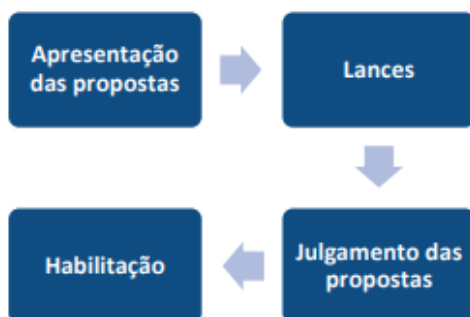 Apresentação
das propostas
Lances
Julgamento das
propostas
Habilitação